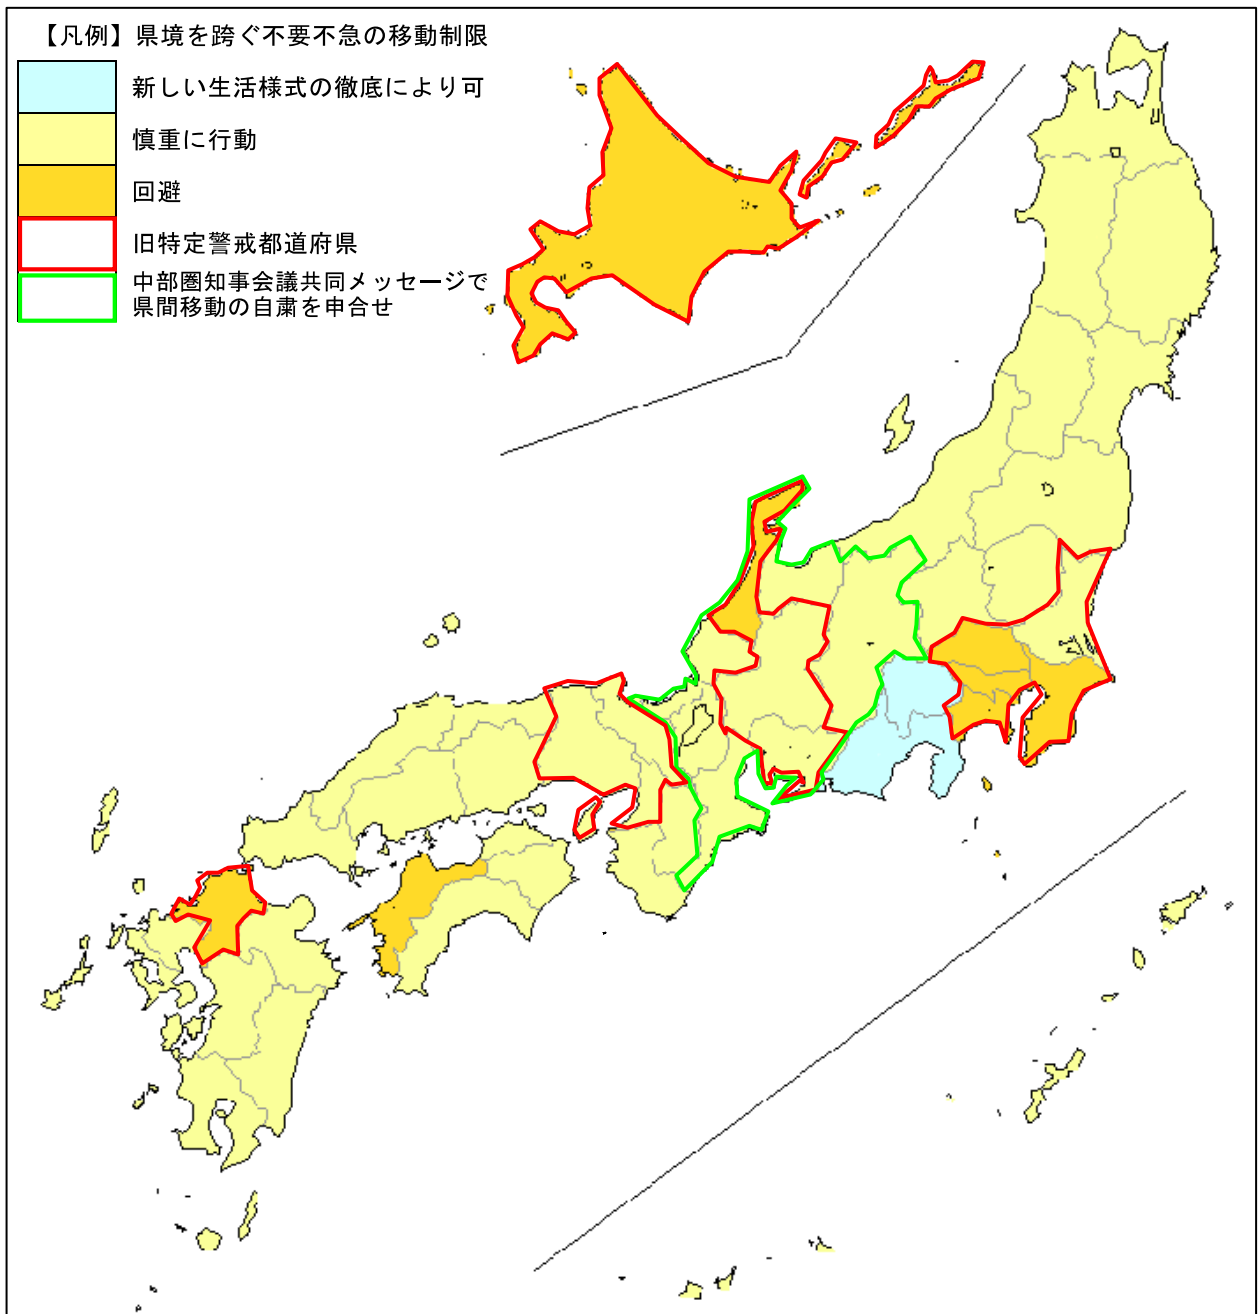 【凡例】県境を跨ぐ不要不急の移動制限
新しい生活様式の徹底により可
慎重に行動
回避
旧特定警戒都道府県
中部圏知事会議共同メッセージで
県間移動の自粛を申合せ